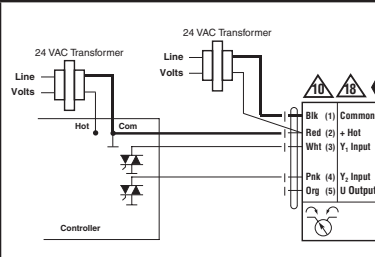 24 VAC Transformer
24 VAC Transformer
Line
Volts
Line
Volts
10
18
Hot
Com
Blk (1) Common
Red (2) + Hot
Wht (3) Y1 Input
Pnk (4) Y2 Input
Org (5) U Output
Controller